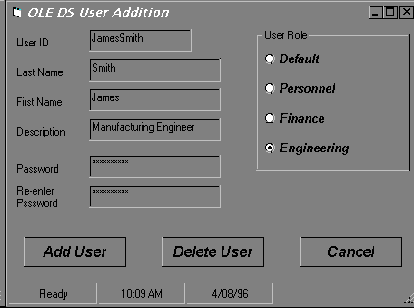 OLE DS User Addition
User ID JamesSmith
Last Name Smith
First Name James
Description Manufacturing Engineer
Password *********
Re-enter Password *********
User Role
Default
Personnel
Finance
Engineering
Add User Delete User Cancel
Ready 10:09 AM 4/08/96